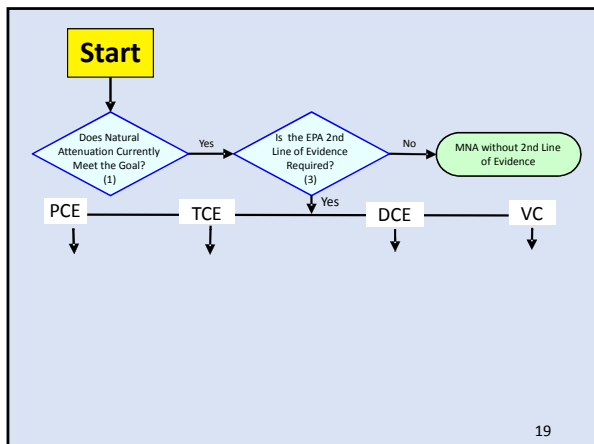 Start
Does Natural
Attenuation Currently
Meet the Goal?
(1)
Yes
Is the EPA 2nd
Line of Evidence
Required?
(3)
No
MNA without 2nd Line
of Evidence
Yes
PCE
TCE
DCE
VC
19